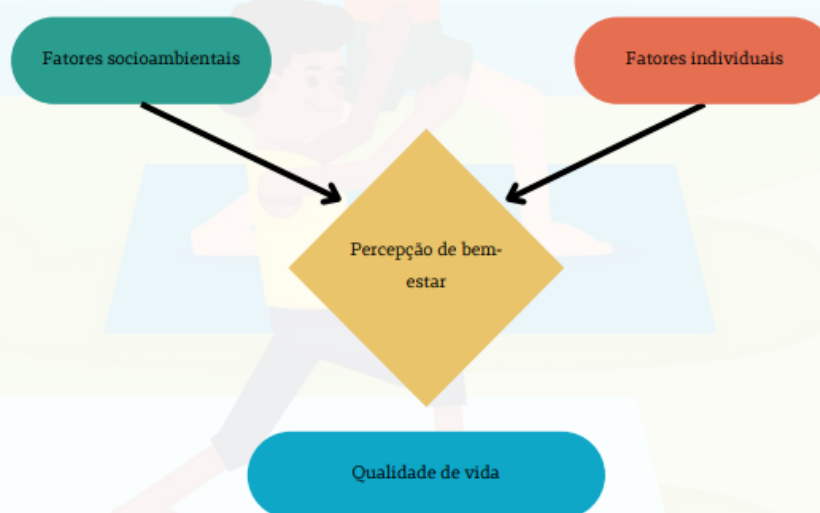 Fatores socioambientais
Fatores individuais
Percepção de bem-
estar
Qualidade de vida